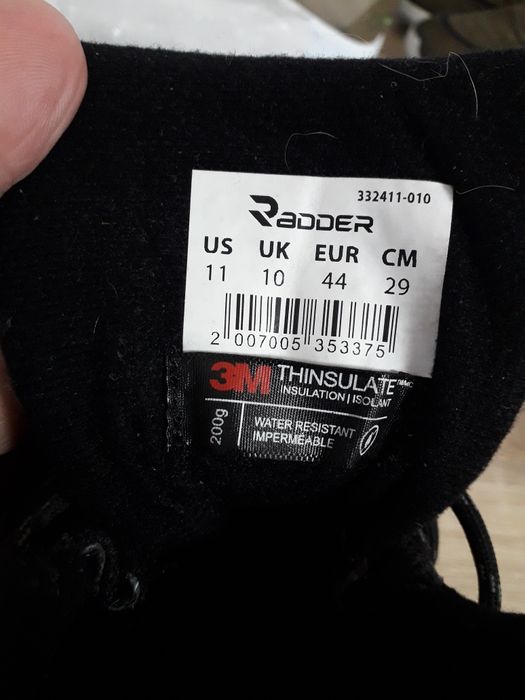 332411-010
RADDER
US UK EUR CM
11 10 44 29
2 007005 353375
3M THINSULATE™MC
INSULATION | ISOLANT
200g
WATER RESISTANT
IMPERMÉABLE